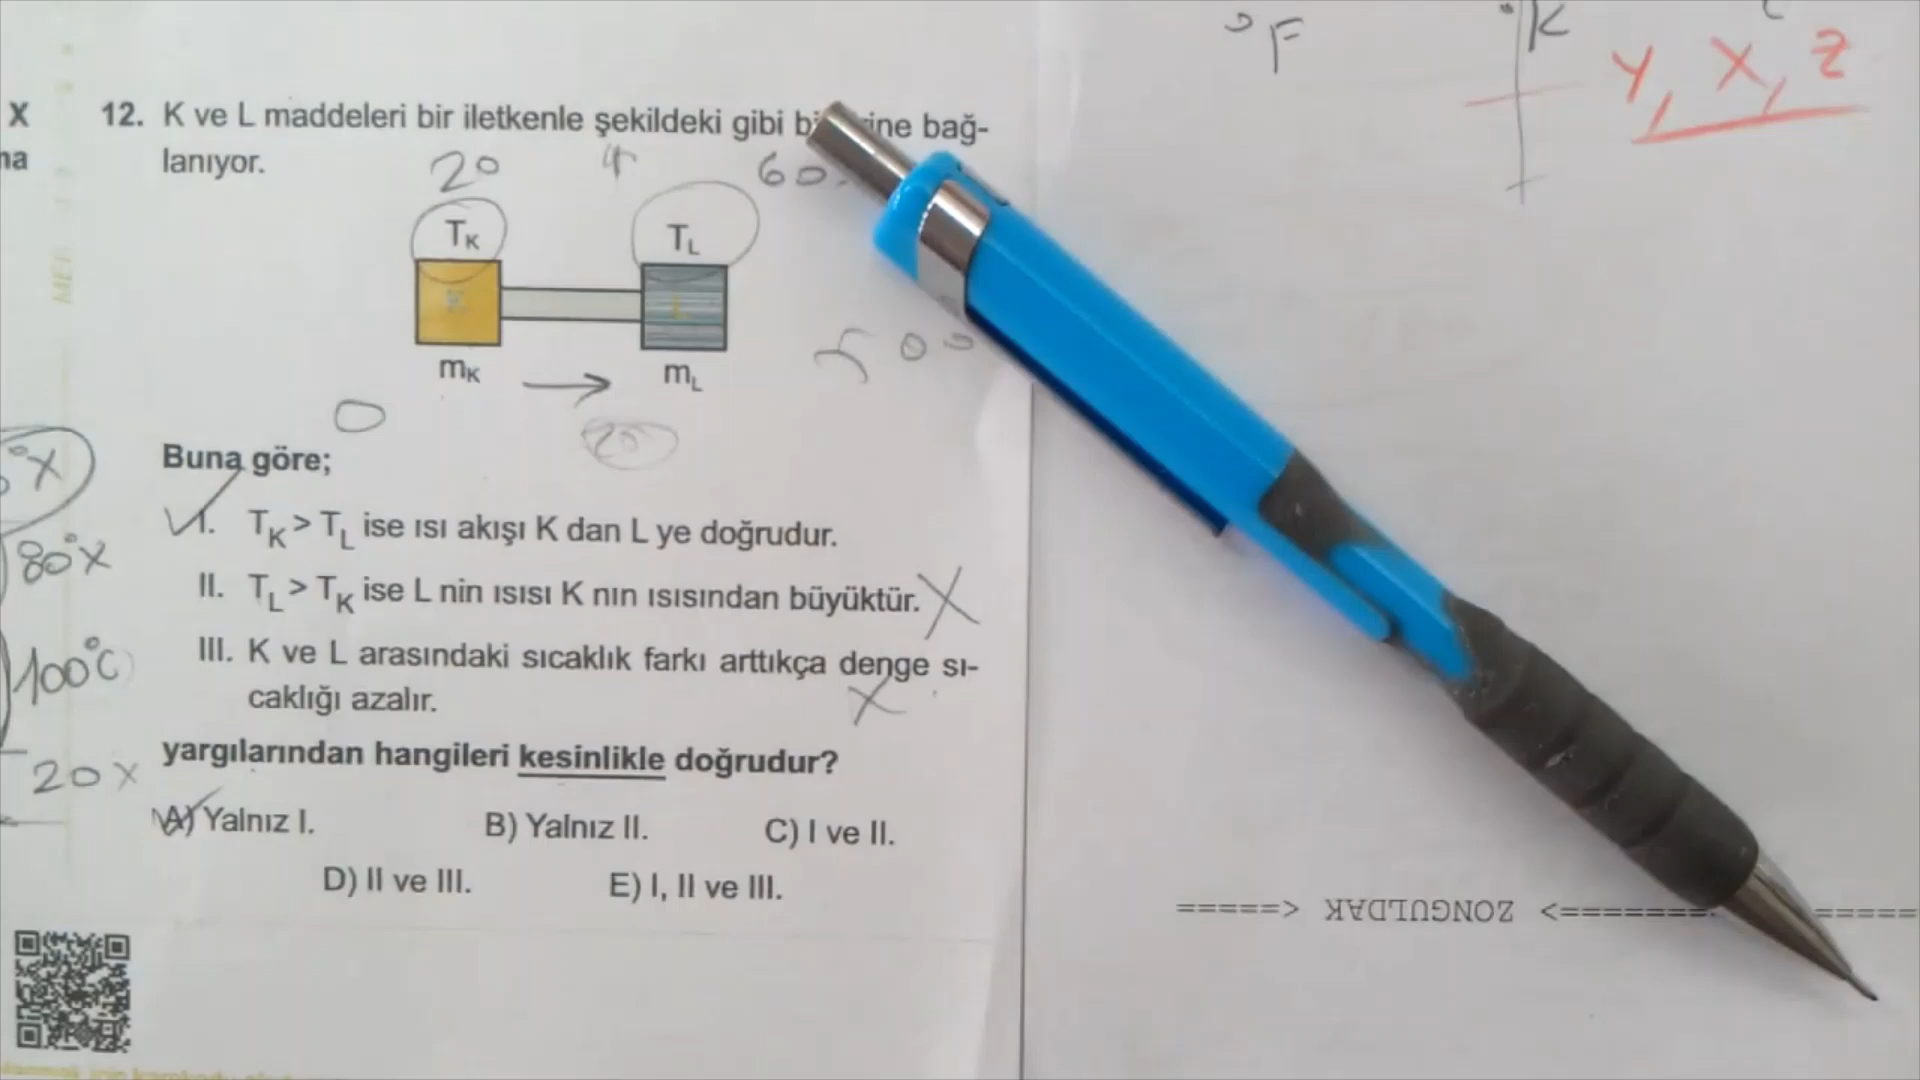 X
na
12. K ve L maddeleri bir iletkenle şekildeki gibi bağ-
lanıyor.
20
60
TK
TL
L
mK
mL
0
20
Buna göre;
I. TK > TL ise ısı akışı K dan L ye doğrudur.
II. TL > TK ise L nin ısısı K nın ısısından büyüktür. X
III. K ve L arasındaki sıcaklık farkı arttıkça denge sı-
caklığı azalır. X
yargılarından hangileri kesinlikle doğrudur?
A) Yalnız I. B) Yalnız II. C) I ve II.
D) II ve III. E) I, II ve III.
°X
80°X
100°C
20X
°F
°K
Y, X, Z
=====> ZONGULDAK <=====